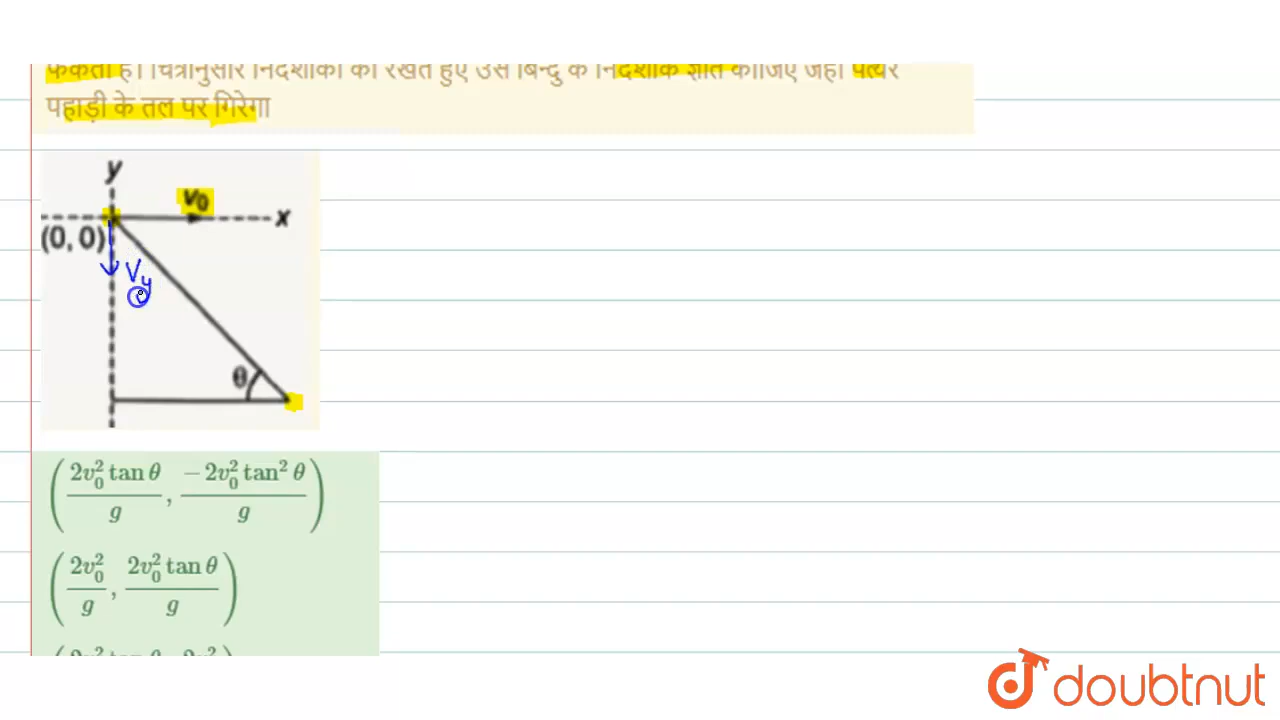 फेंकता है। चित्रानुसार निर्देशांकों को रखते हुए उस बिन्दु के निर्देशांक ज्ञात कीजिए जहाँ पत्थर
पहाड़ी के तल पर गिरेगा
y
v₀
x
(0, 0)
Vy
θ
(2v₀² tan θ / g, −2v₀² tan² θ / g)
(2v₀² / g, 2v₀² tan θ / g)
doubtnut